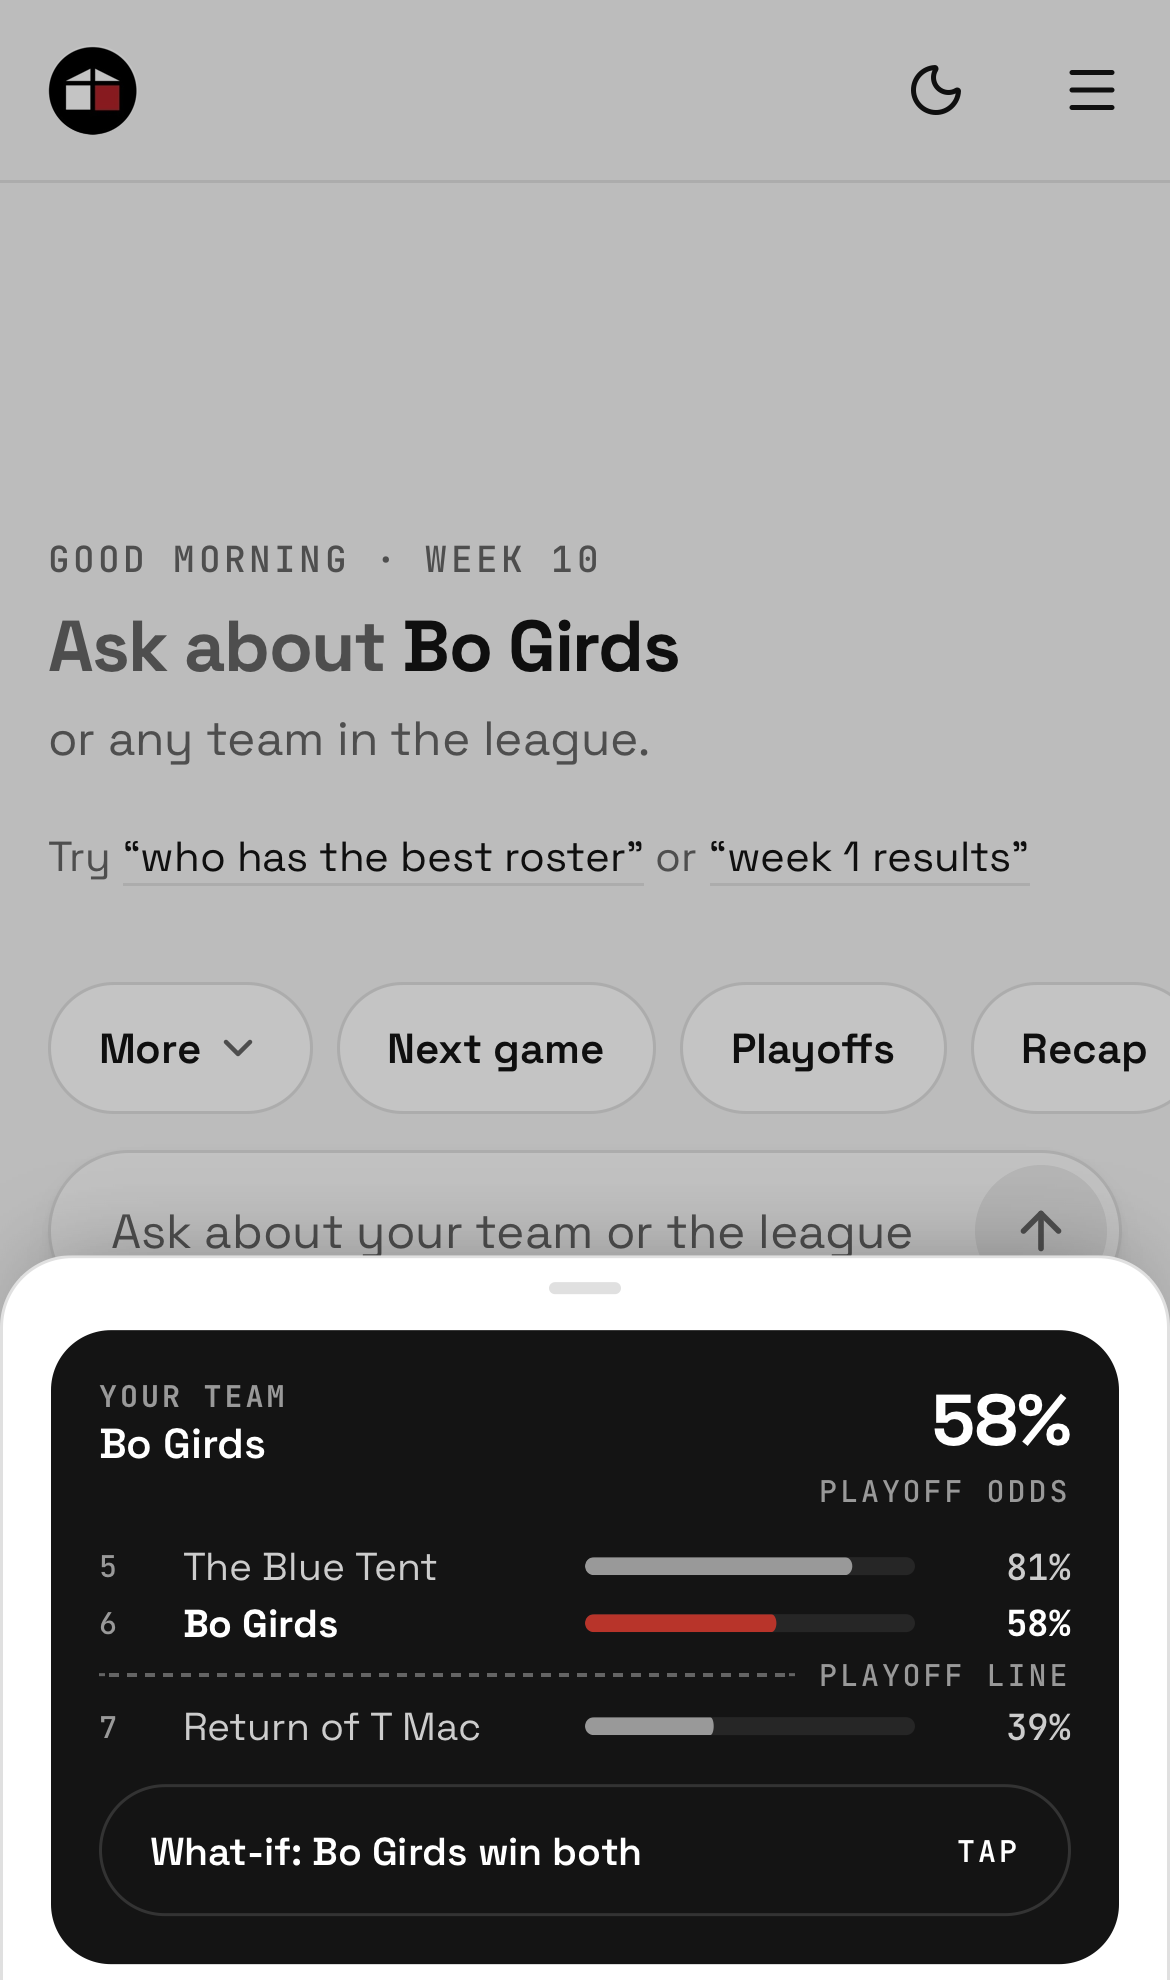 GOOD MORNING · WEEK 10
Ask about Bo Girds
or any team in the league.
Try “who has the best roster” or “week 1 results”
More
Next game
Playoffs
Recap
Ask about your team or the league
YOUR TEAM
Bo Girds
58%
PLAYOFF ODDS
5 The Blue Tent 81%
6 Bo Girds 58%
PLAYOFF LINE
7 Return of T Mac 39%
What-if: Bo Girds win both TAP